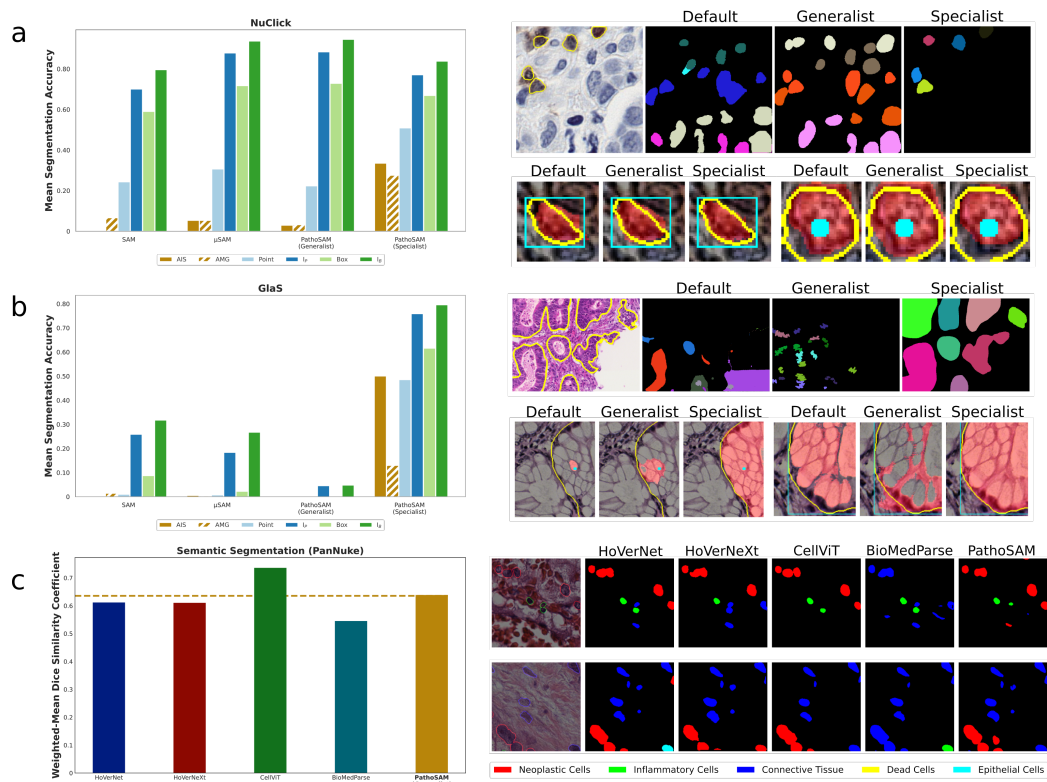 a
NuClick
Mean Segmentation Accuracy
0.80
0.60
0.40
0.20
0
SAM
μSAM
PathoSAM
(Generalist)
PathoSAM
(Specialist)
AIS AMG Point Iₚ Box I_B
Default Generalist Specialist
Default Generalist Specialist Default Generalist Specialist
b
GlaS
Mean Segmentation Accuracy
0.80
0.70
0.60
0.50
0.40
0.30
0.20
0.10
0
SAM
μSAM
PathoSAM
(Generalist)
PathoSAM
(Specialist)
AIS AMG Point Iₚ Box I_B
Default Generalist Specialist
Default Generalist Specialist Default Generalist Specialist
c
Semantic Segmentation (PanNuke)
Weighted-Mean Dice Similarity Coefficient
0.7
0.6
0.5
0.4
0.3
0.2
0.1
0
HoVerNet HoVerNeXt CellViT BioMedParse PathoSAM
HoVerNet HoVerNeXt CellViT BioMedParse PathoSAM
Neoplastic Cells Inflammatory Cells Connective Tissue Dead Cells Epithelial Cells